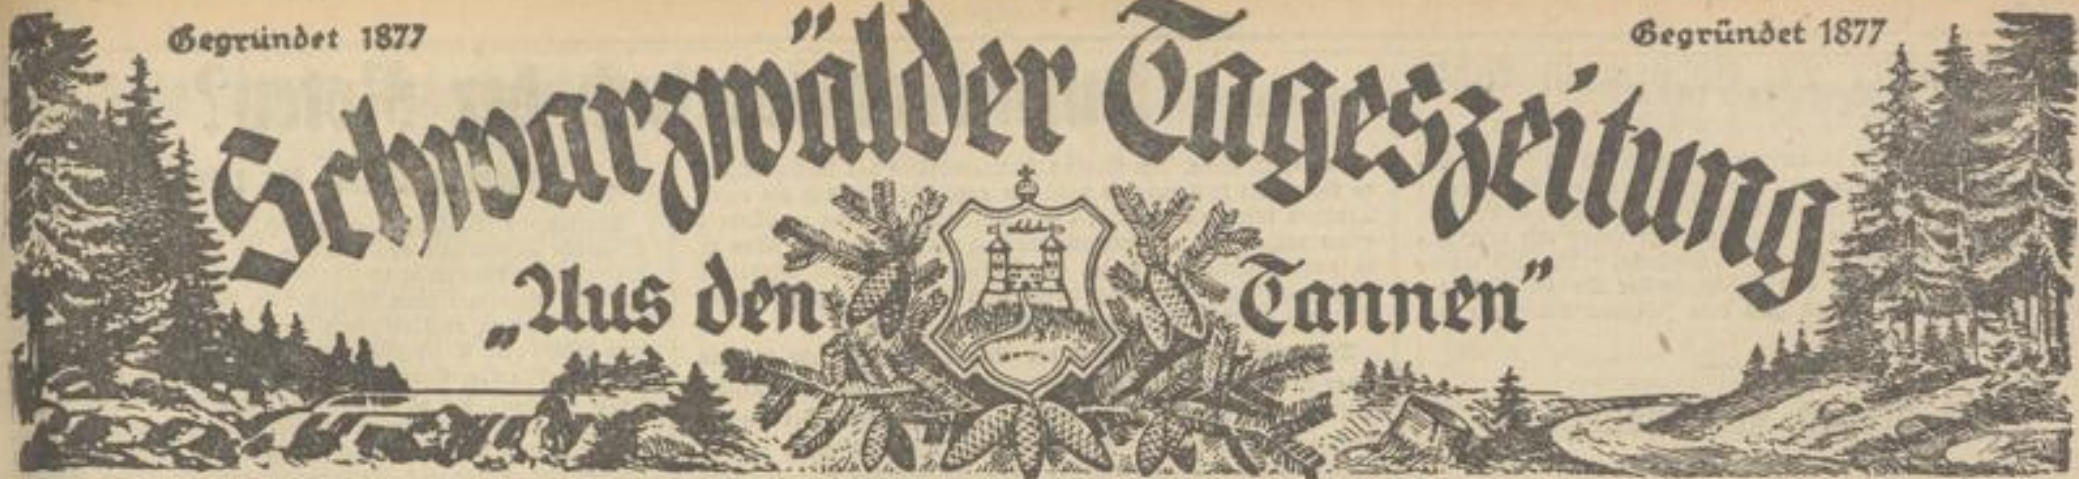 Gegründet 1877
Gegründet 1877
Schwarzwälder Tageszeitung
„Aus den Tannen"